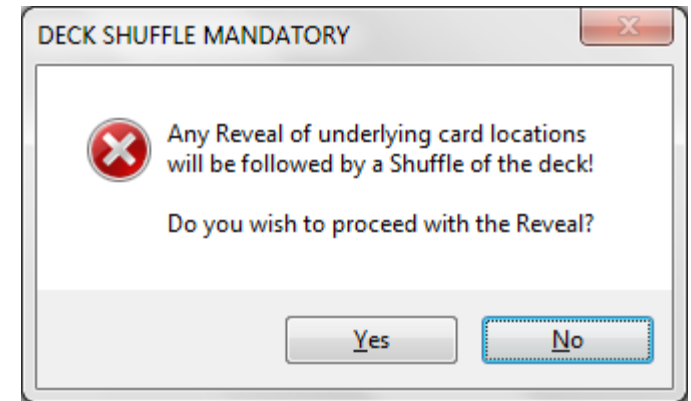 DECK SHUFFLE MANDATORY
Any Reveal of underlying card locations
will be followed by a Shuffle of the deck!
Do you wish to proceed with the Reveal?
Yes
No